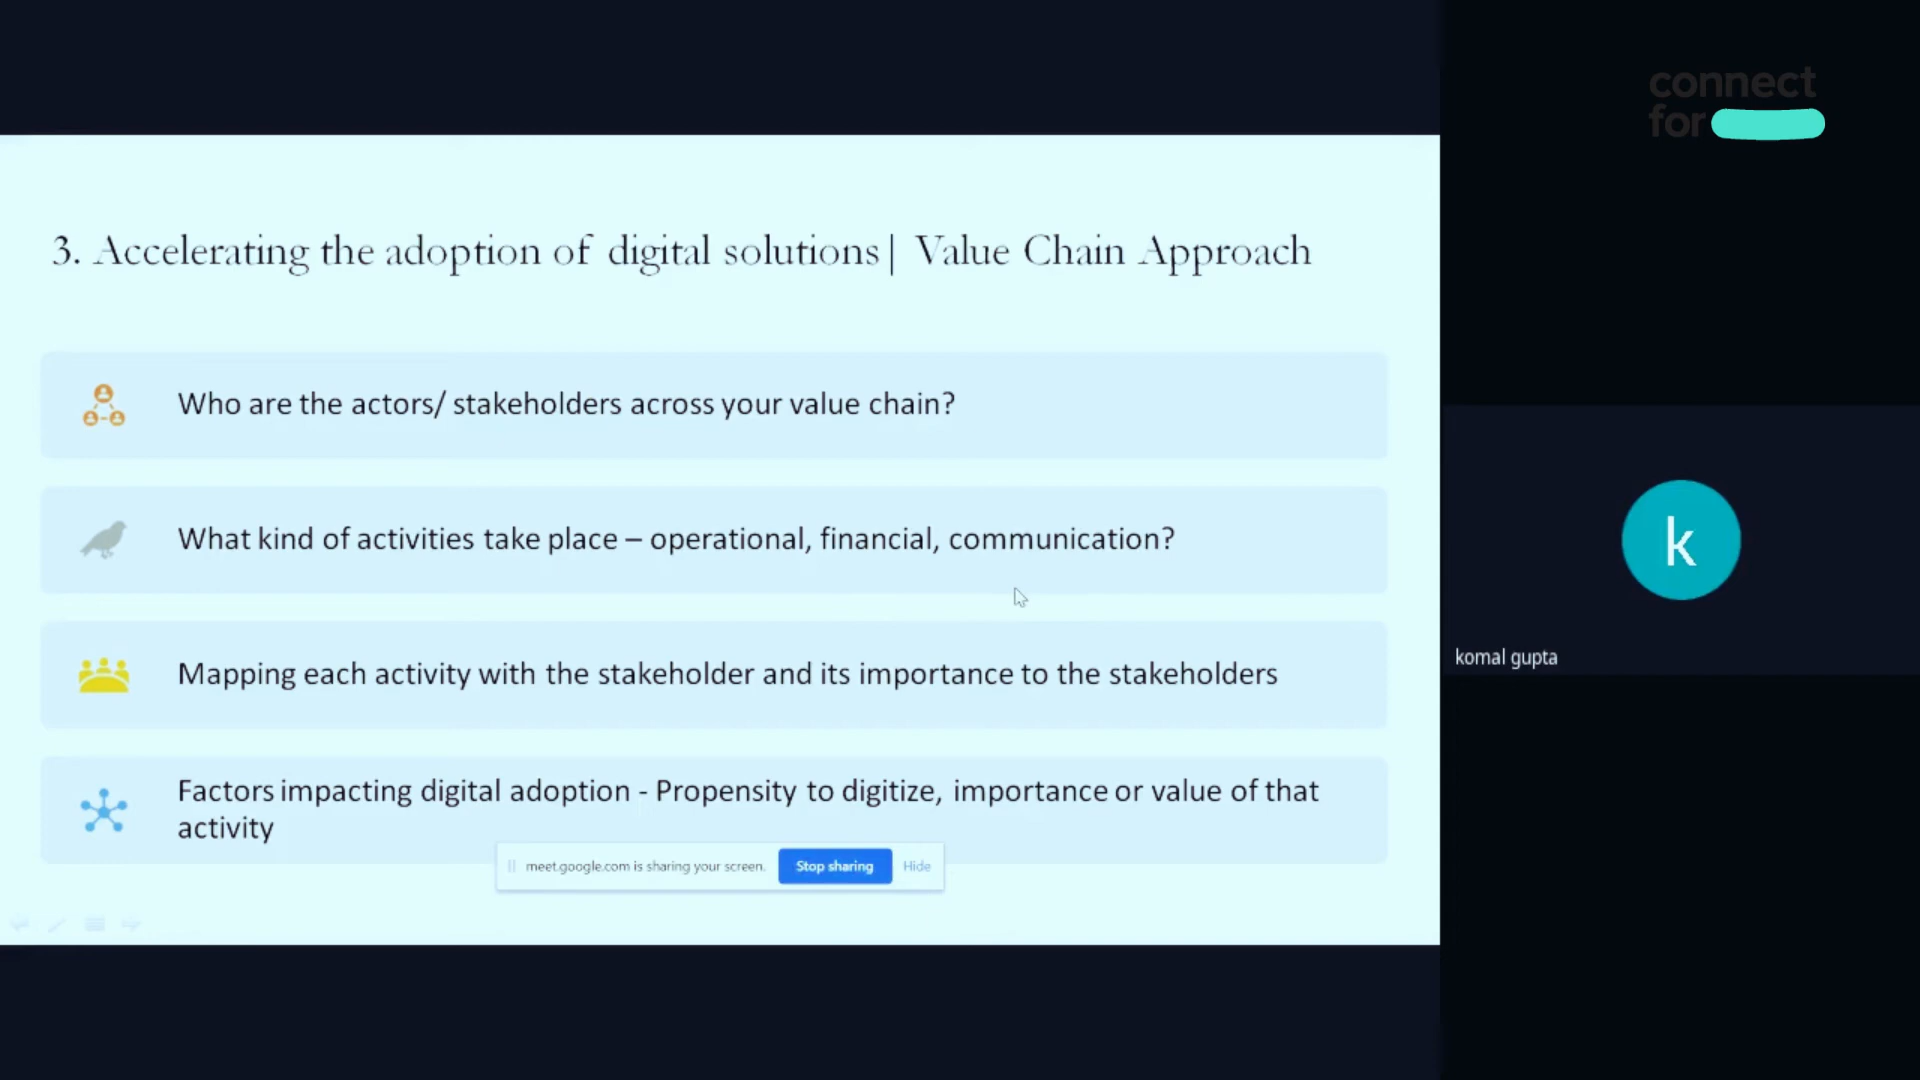 connect
for
3. Accelerating the adoption of digital solutions| Value Chain Approach
Who are the actors/ stakeholders across your value chain?
What kind of activities take place – operational, financial, communication?
Mapping each activity with the stakeholder and its importance to the stakeholders
Factors impacting digital adoption - Propensity to digitize, importance or value of that
activity
meet.google.com is sharing your screen.
Stop sharing
Hide
k
komal gupta